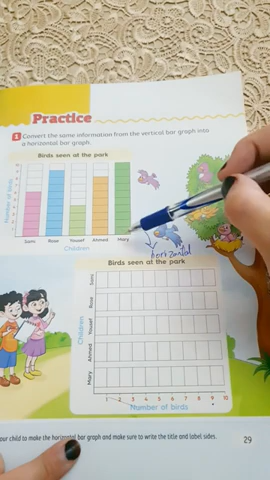 Practice
1 Convert the same information from the vertical bar graph into
a horizontal bar graph.
Birds seen at the park
Number of birds
Sami Rose Yousef Ahmed Mary
Children
horizontal
Birds seen at the park
Children
Sami
Rose
Yousef
Ahmed
Mary
1 2 3 4 5 6 7 8 9 10
Number of birds
our child to make the horizontal bar graph and make sure to write the title and label sides.
29